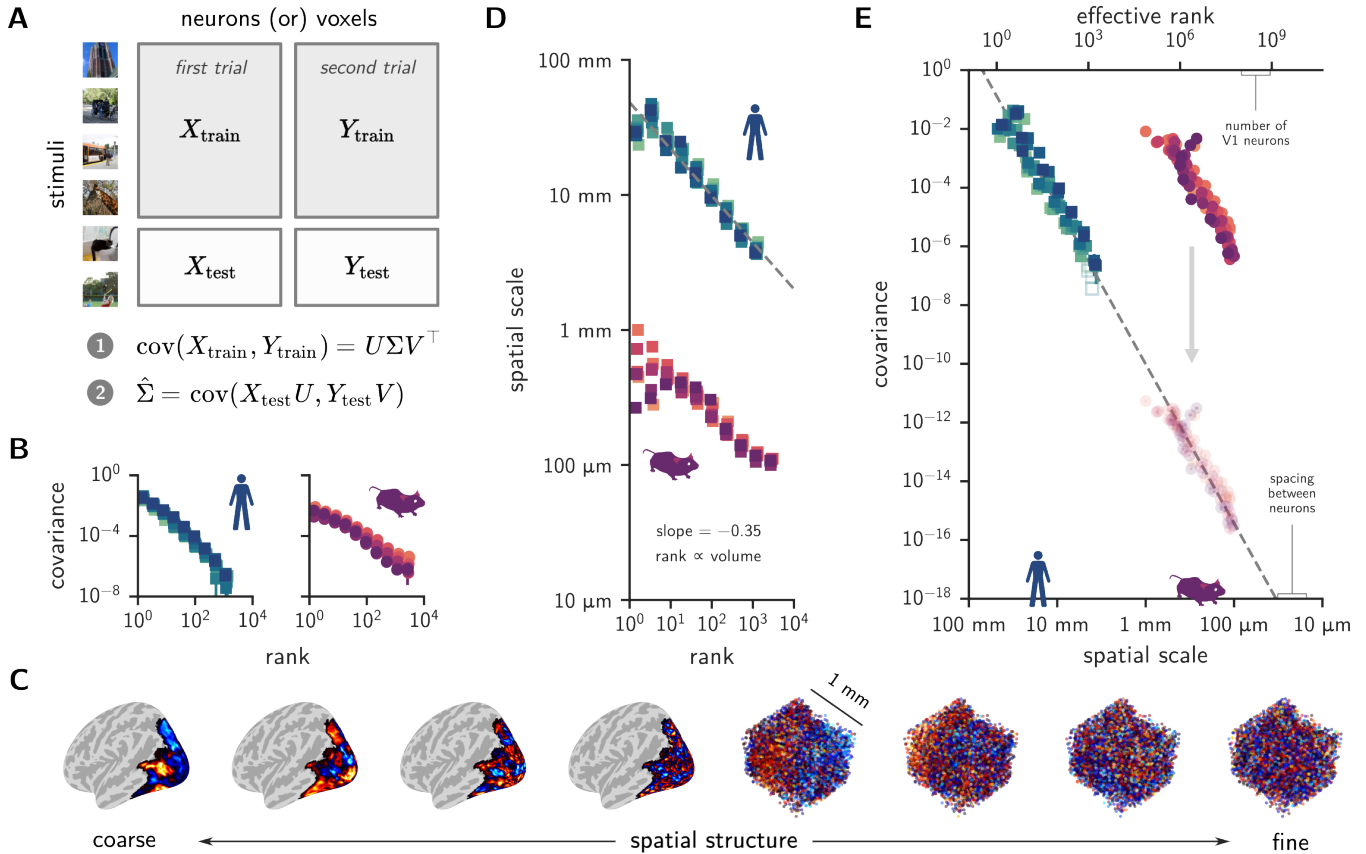 A
neurons (or) voxels
stimuli
first trial
second trial
X_train
Y_train
X_test
Y_test
1 cov(X_train, Y_train) = UΣV^⊤
2 Σ̂ = cov(X_test U, Y_test V)
B
covariance
10^0
10^−4
10^−8
10^0 10^2 10^4
10^0 10^2 10^4
rank
D
spatial scale
100 mm
10 mm
1 mm
100 µm
10 µm
slope = −0.35
rank ∝ volume
10^0 10^1 10^2 10^3 10^4
rank
E
effective rank
10^0 10^3 10^6 10^9
covariance
10^0
10^−2
10^−4
10^−6
10^−8
10^−10
10^−12
10^−14
10^−16
10^−18
number of
V1 neurons
spacing
between
neurons
100 mm 10 mm 1 mm 100 µm 10 µm
spatial scale
C
1 mm
coarse
spatial structure
fine